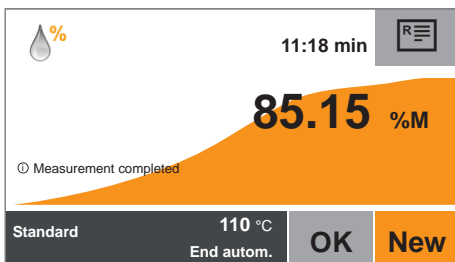 %
11:18 min
R
85.15 %M
ⓘ Measurement completed
Standard 110 °C
End autom.
OK
New